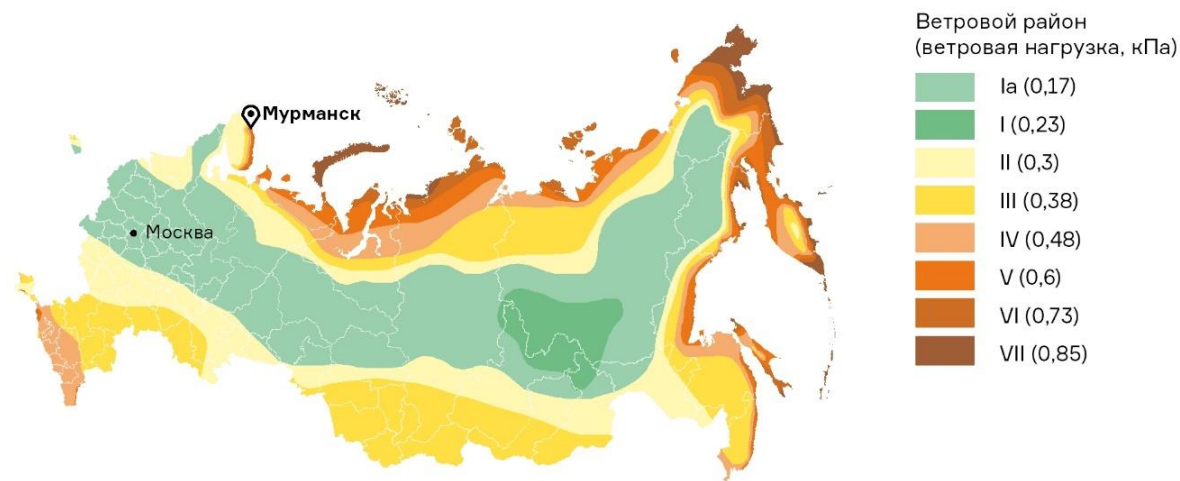 Ветровой район
(ветровая нагрузка, кПа)
Iа (0,17)
I (0,23)
II (0,3)
III (0,38)
IV (0,48)
V (0,6)
VI (0,73)
VII (0,85)
Мурманск
Москва